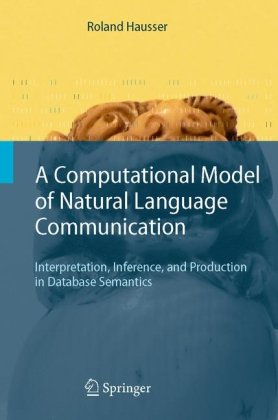 Roland Hausser
A Computational Model
of Natural Language
Communication
Interpretation, Inference, and Production
in Database Semantics
Springer